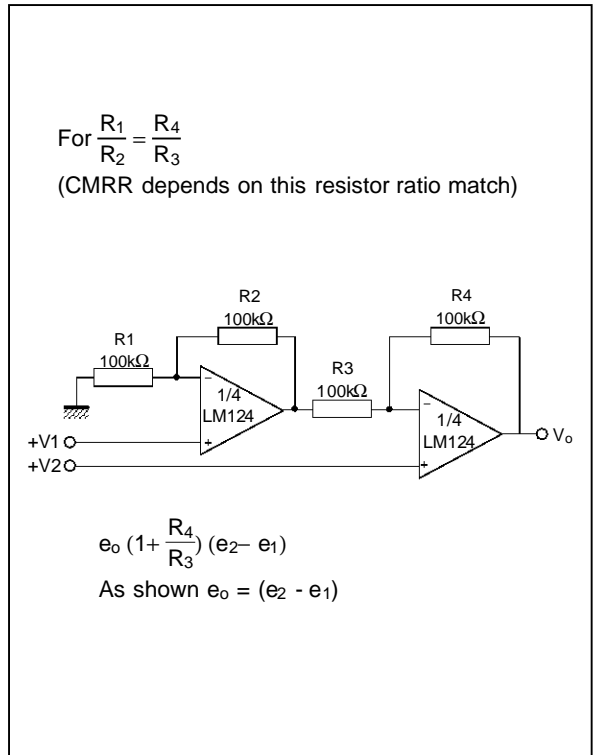 For R1/R2 = R4/R3
(CMRR depends on this resistor ratio match)
R2
100kΩ
R4
100kΩ
R1
100kΩ
R3
100kΩ
1/4
LM124
1/4
LM124
+V1
+V2
Vo
eo (1+ R4/R3) (e2– e1)
As shown eo = (e2 - e1)